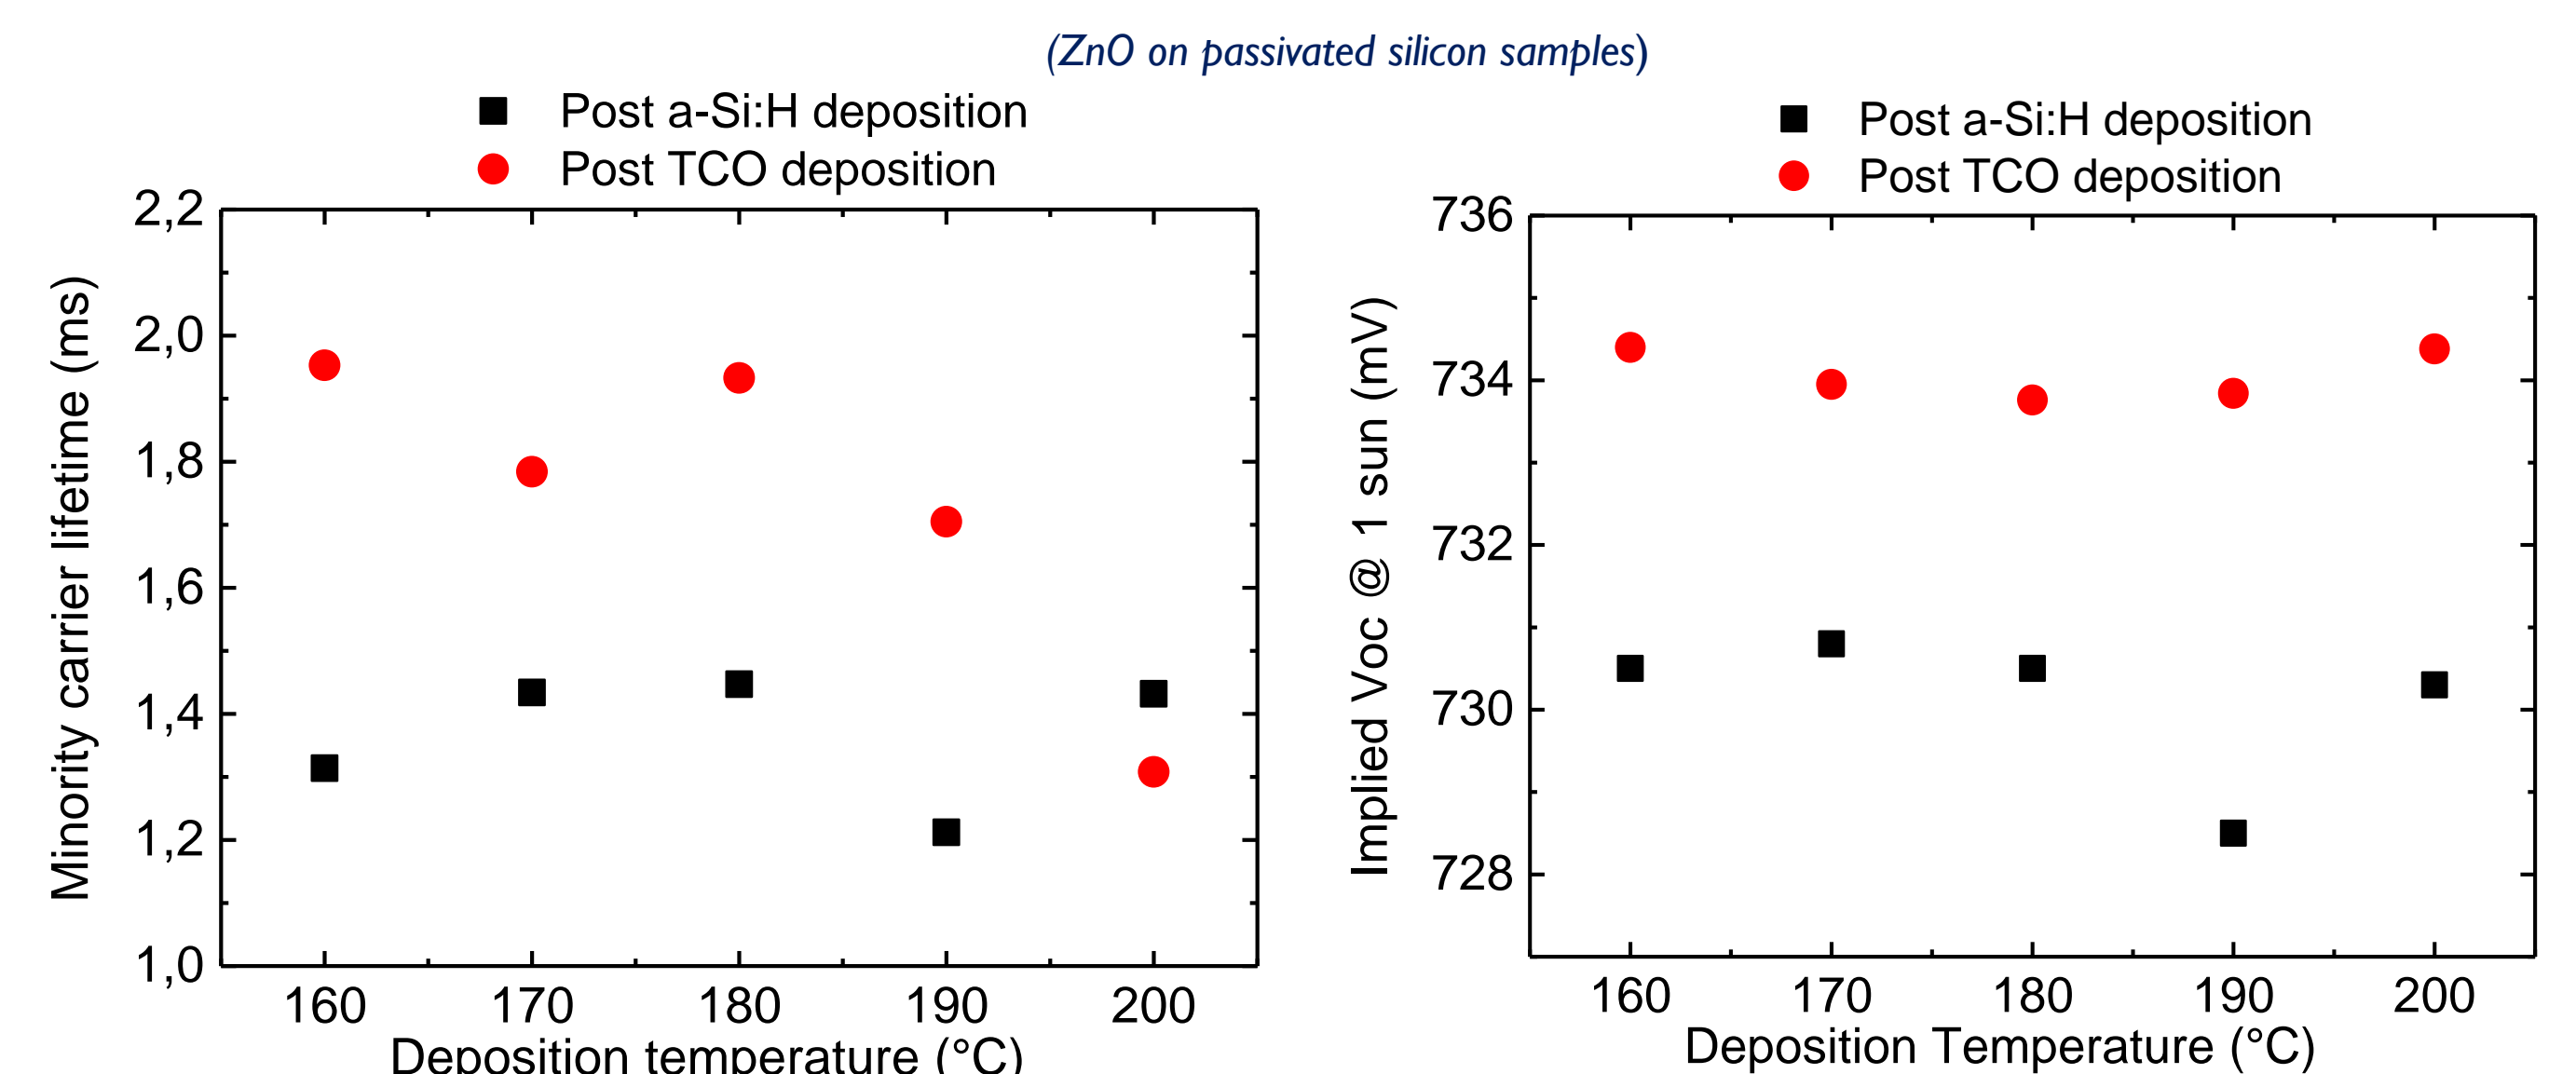 (ZnO on passivated silicon samples)
Post a-Si:H deposition
Post TCO deposition
2,2
2,0
1,8
1,6
1,4
1,2
1,0
Minority carrier lifetime (ms)
160 170 180 190 200
Deposition temperature (°C)
Post a-Si:H deposition
Post TCO deposition
736
734
732
730
728
Implied Voc @ 1 sun (mV)
160 170 180 190 200
Deposition Temperature (°C)